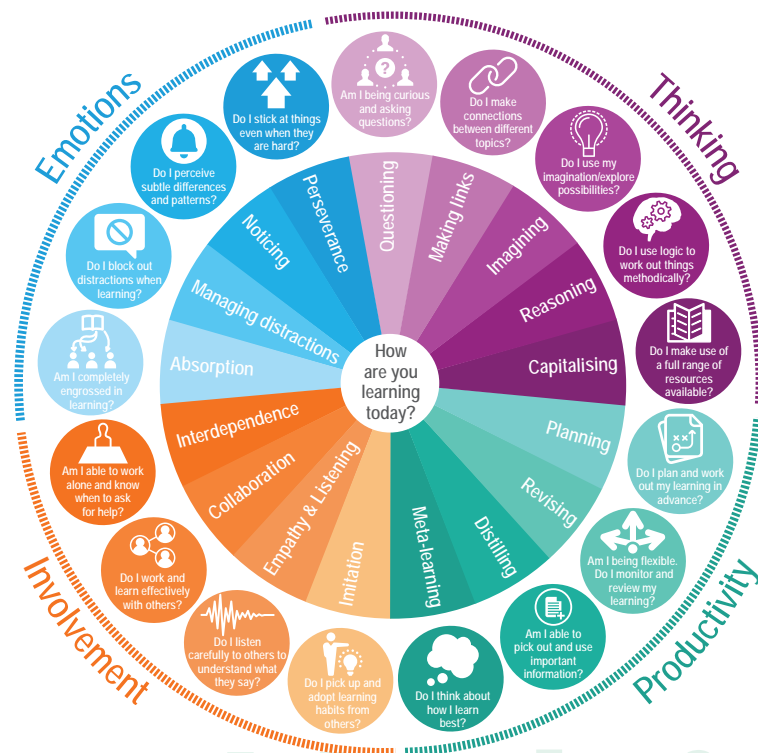 How
are you
learning
today?
Emotions
Perseverance
Do I stick at things
even when they
are hard?
Noticing
Do I perceive
subtle differences
and patterns?
Managing distractions
Do I block out
distractions when
learning?
Absorption
Am I completely
engrossed in
learning?
Thinking
Questioning
?
Am I being curious
and asking
questions?
Making links
Do I make
connections
between different
topics?
Imagining
Do I use my
imagination/explore
possibilities?
Reasoning
Do I use logic to
work out things
methodically?
Capitalising
Do I make use of
a full range of
resources
available?
Productivity
Planning
Do I plan and work
out my learning in
advance?
Revising
Am I being flexible.
Do I monitor and
review my
learning?
Distilling
Am I able to
pick out and use
important
information?
Meta-learning
Do I think about
how I learn
best?
Involvement
Imitation
Do I pick up and
adopt learning
habits from
others?
Empathy & Listening
Do I listen
carefully to others to
understand what
they say?
Collaboration
Do I work and
learn effectively
with others?
Interdependence
Am I able to work
alone and know
when to ask
for help?